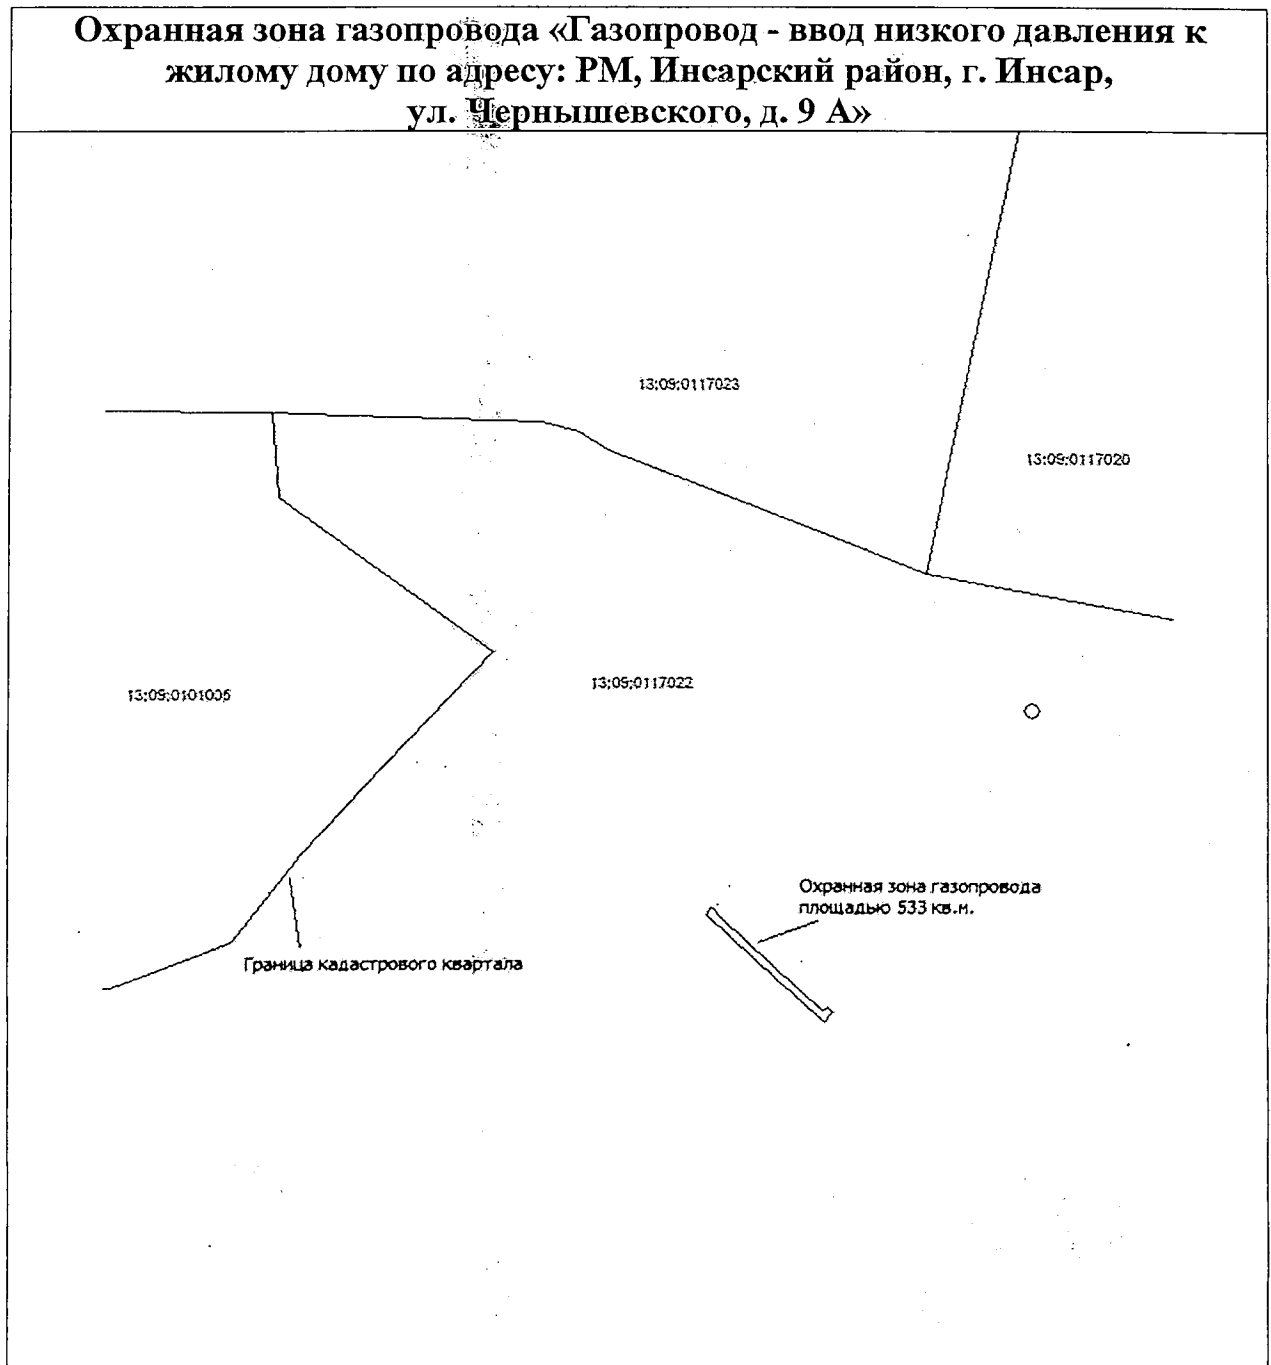 Охранная зона газопровода «Газопровод - ввод низкого давления к
жилому дому по адресу: РМ, Инсарский район, г. Инсар,
ул. Чернышевского, д. 9 А»
13:09:0117023
13:09:0117020
13:09:0101005
13:09:0117022
Охранная зона газопровода
площадью 533 кв.м.
Граница кадастрового квартала